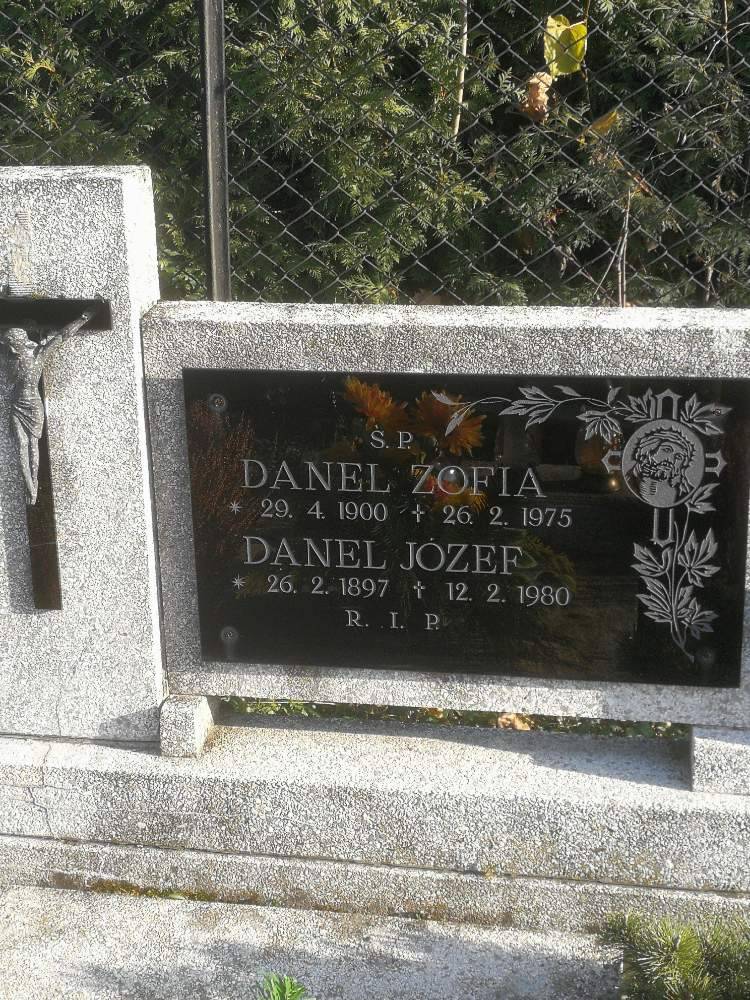 Ś.P.
DANEL ZOFIA
* 29. 4. 1900 ✝ 26. 2. 1975
DANEL JÓZEF
* 26. 2. 1897 ✝ 12. 2. 1980
R. I. P.